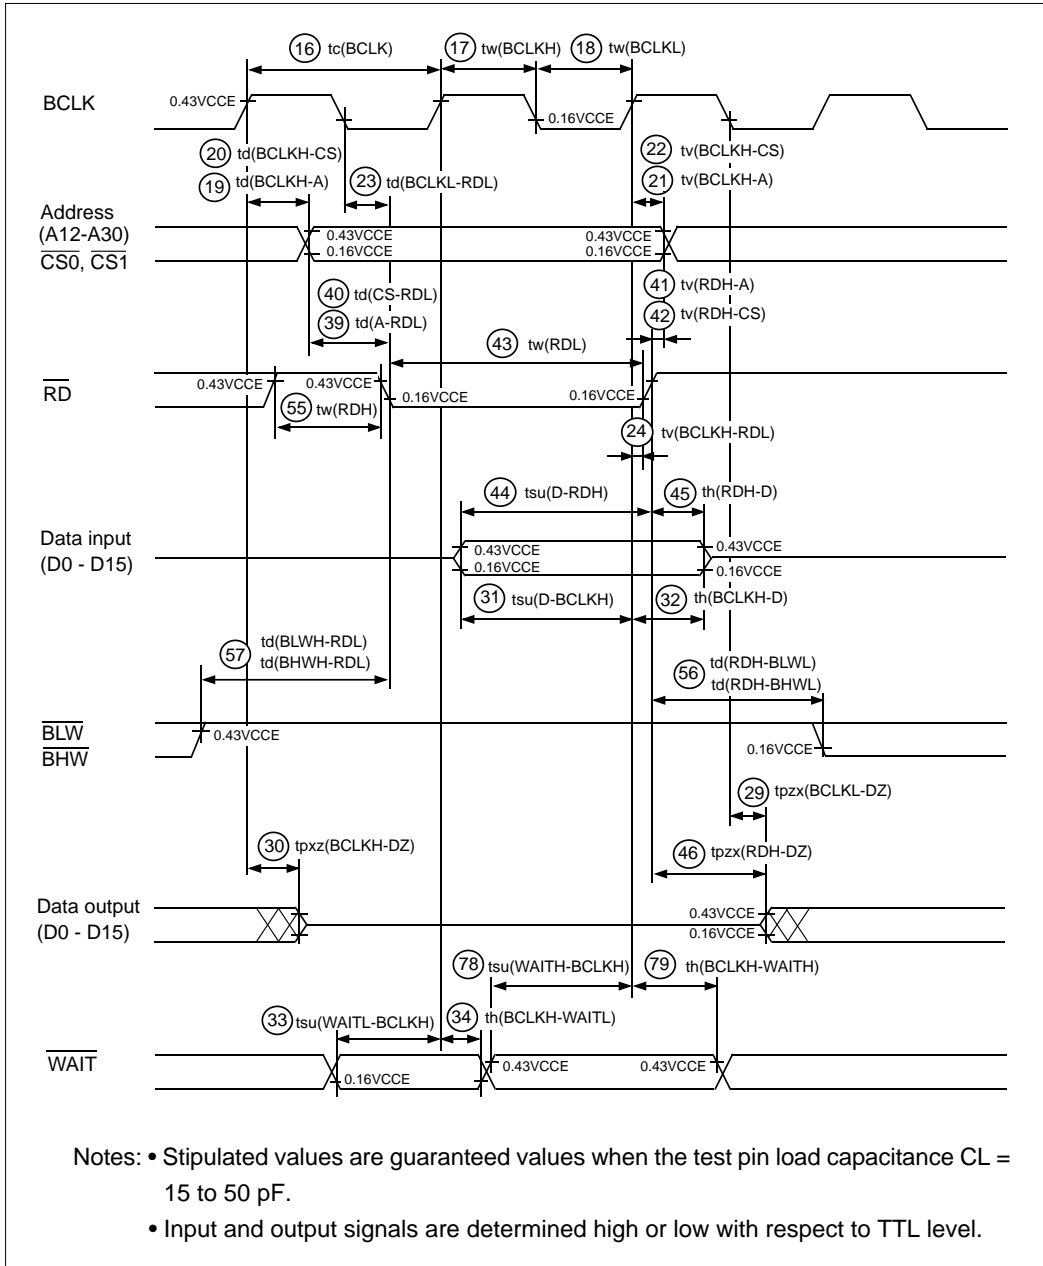 16 tc(BCLK) 17 tw(BCLKH) 18 tw(BCLKL)
BCLK 0.43VCCE 0.16VCCE
20 td(BCLKH-CS) 22 tv(BCLKH-CS)
19 td(BCLKH-A) 23 td(BCLKL-RDL) 21 tv(BCLKH-A)
Address
(A12-A30) 0.43VCCE 0.43VCCE
CS0, CS1 0.16VCCE 0.16VCCE
40 td(CS-RDL) 41 tv(RDH-A)
39 td(A-RDL) 42 tv(RDH-CS)
43 tw(RDL)
RD 0.43VCCE 0.43VCCE 0.16VCCE 0.16VCCE
55 tw(RDH)
24 tv(BCLKH-RDL)
44 tsu(D-RDH) 45 th(RDH-D)
Data input 0.43VCCE 0.43VCCE
(D0 - D15) 0.16VCCE 0.16VCCE
31 tsu(D-BCLKH) 32 th(BCLKH-D)
57 td(BLWH-RDL)
td(BHWH-RDL)
56 td(RDH-BLWL)
td(RDH-BHWL)
BLW 0.43VCCE
BHW 0.16VCCE
29 tpzx(BCLKL-DZ)
30 tpxz(BCLKH-DZ) 46 tpzx(RDH-DZ)
Data output 0.43VCCE
(D0 - D15) 0.16VCCE
78 tsu(WAITH-BCLKH) 79 th(BCLKH-WAITH)
33 tsu(WAITL-BCLKH) 34 th(BCLKH-WAITL)
WAIT 0.43VCCE 0.43VCCE
0.16VCCE
Notes: • Stipulated values are guaranteed values when the test pin load capacitance CL =
15 to 50 pF.
• Input and output signals are determined high or low with respect to TTL level.